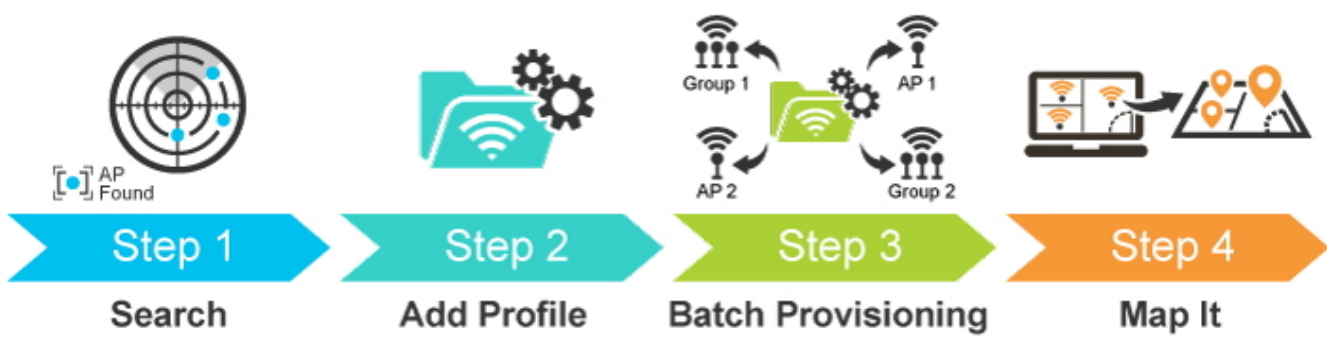 AP
Found
Group 1
AP 1
AP 2
Group 2
Step 1
Step 2
Step 3
Step 4
Search
Add Profile
Batch Provisioning
Map It